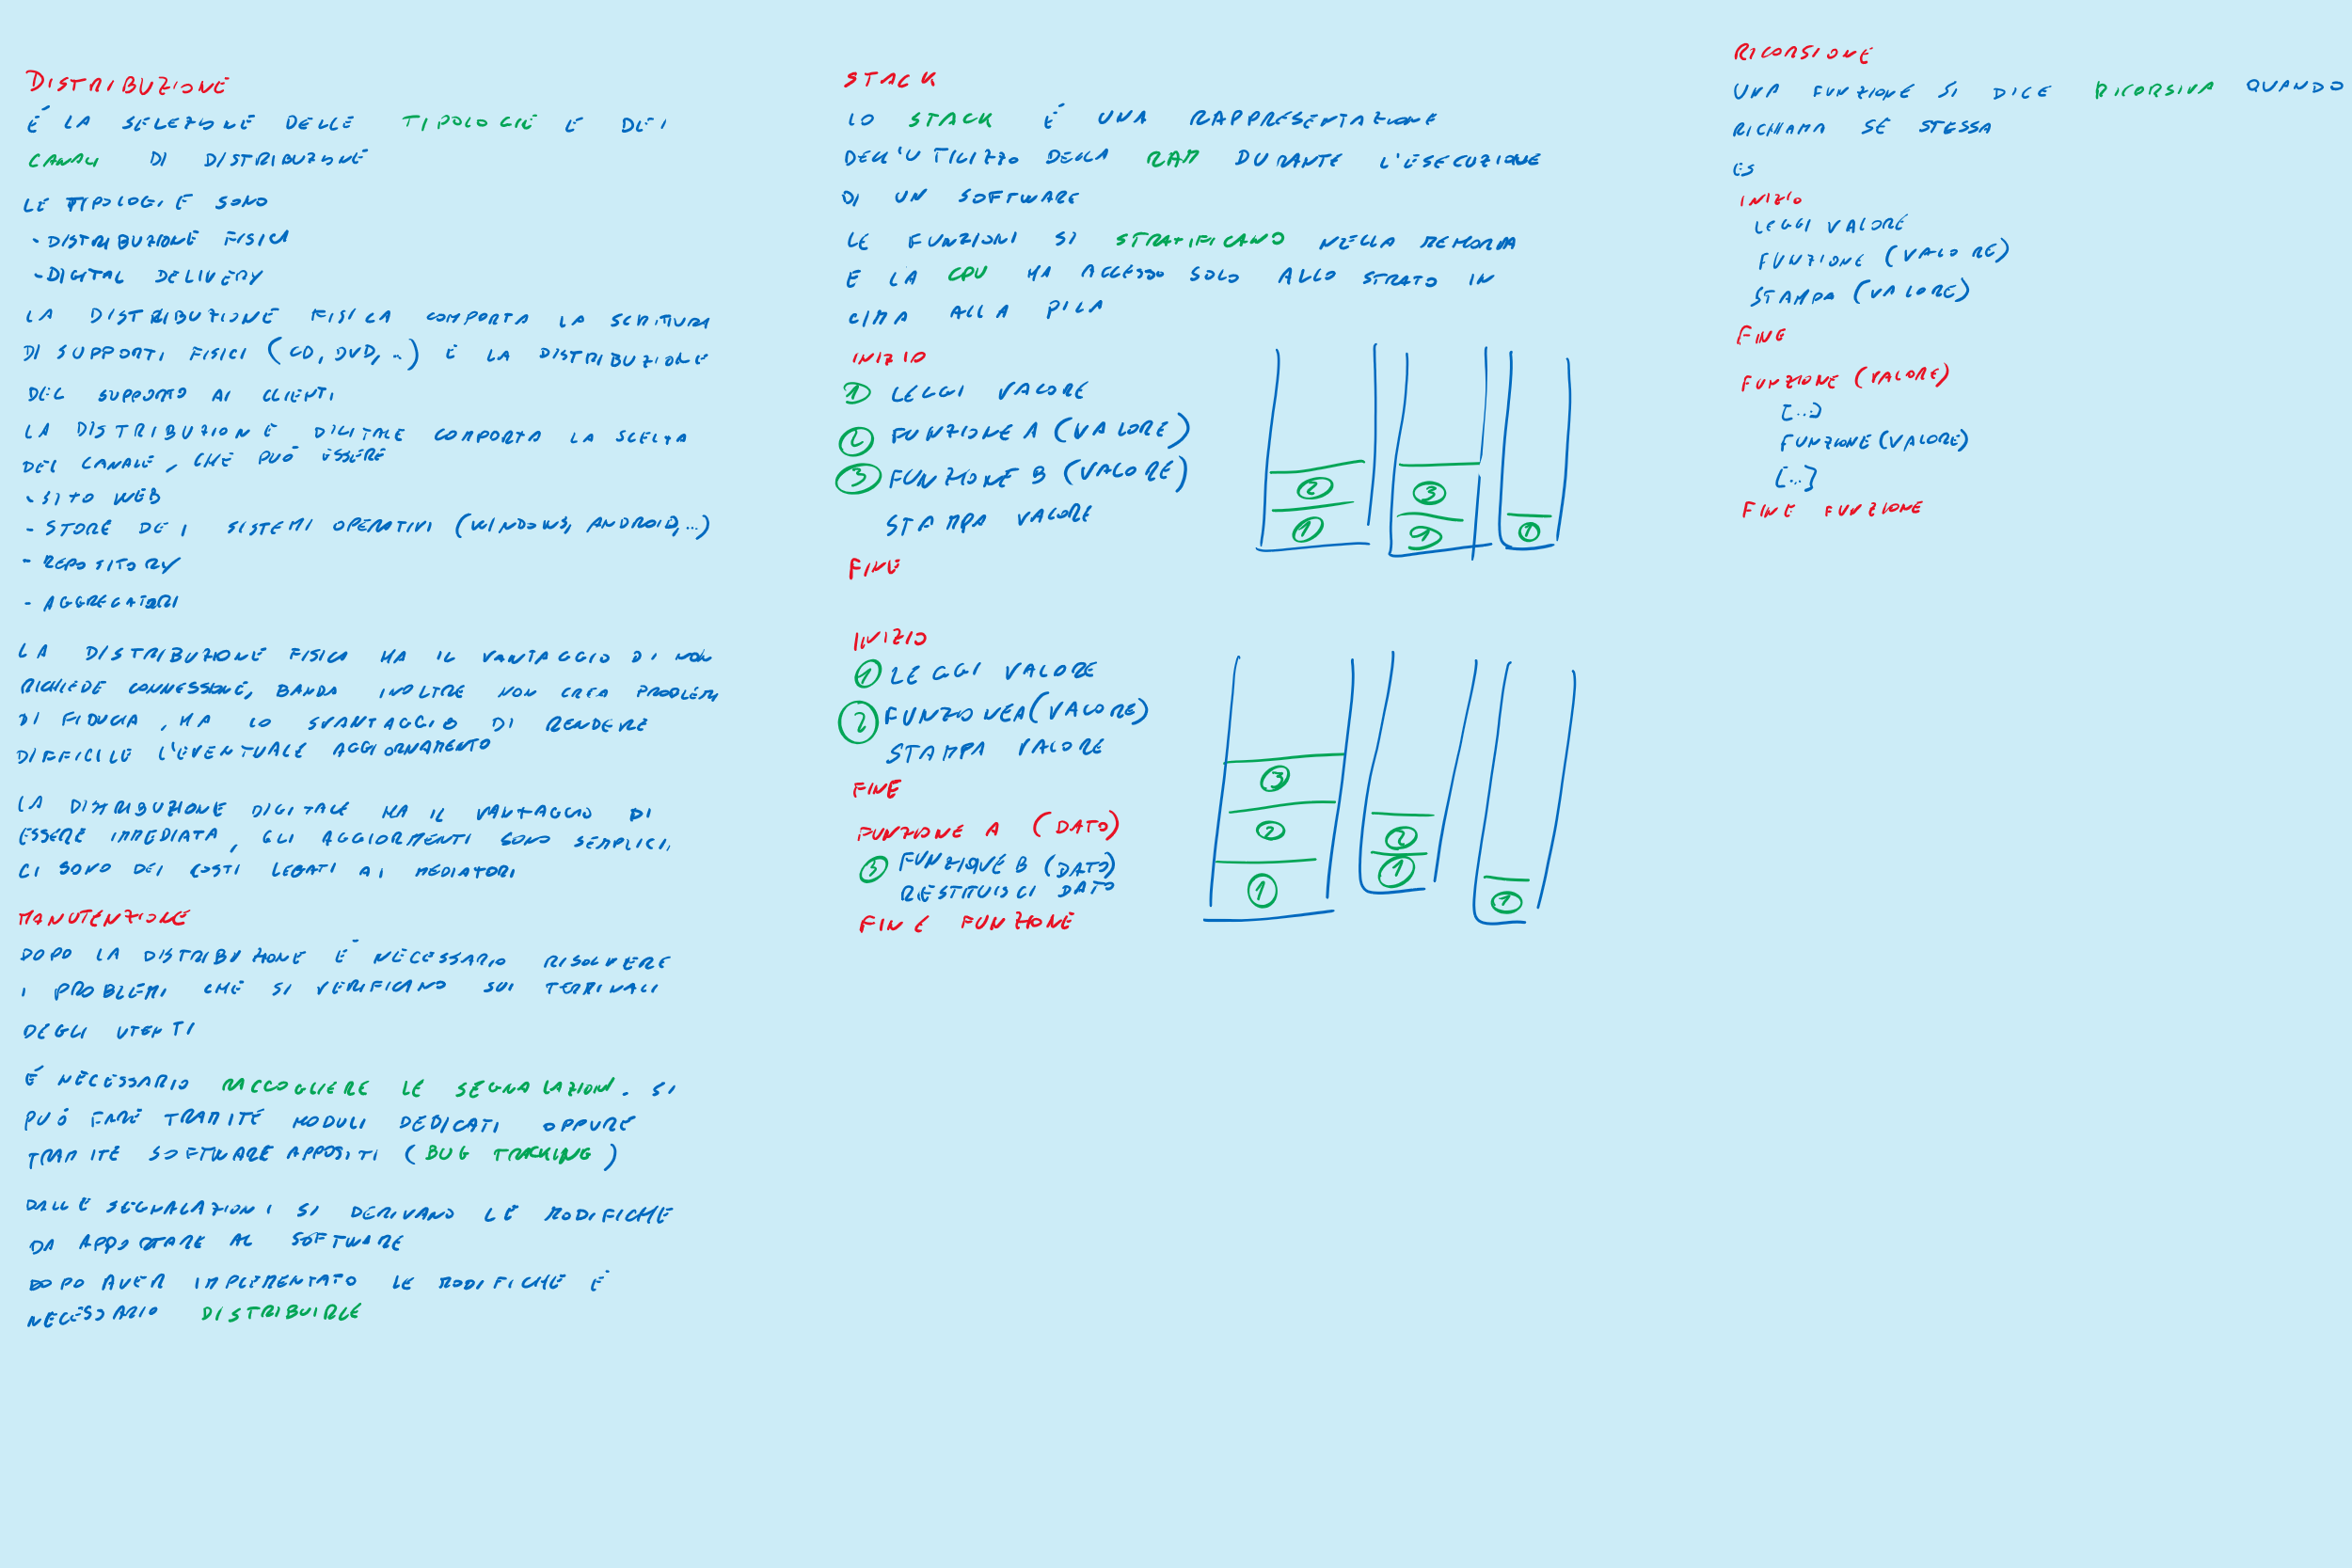 DISTRIBUZIONE
È LA SELEZIONE DELLE TIPOLOGIE E DEI
CANALI DI DISTRIBUZIONE
LE TIPOLOGIE SONO
- DISTRIBUZIONE FISICA
- DIGITAL DELIVERY
LA DISTRIBUZIONE FISICA COMPORTA LA SCRITTURA
DI SUPPORTI FISICI (CD, DVD, ...) E LA DISTRIBUZIONE
DEL SUPPORTO AI CLIENTI
LA DISTRIBUZIONE DIGITALE COMPORTA LA SCELTA
DEL CANALE, CHE PUÒ ESSERE
- SITO WEB
- STORE DEI SISTEMI OPERATIVI (WINDOWS, ANDROID, ...)
- REPOSITORY
- AGGREGATORI
LA DISTRIBUZIONE FISICA HA IL VANTAGGIO DI NON
RICHIEDE CONNESSIONE, BANDA INOLTRE NON CREA PROBLEMI
DI FIDUCIA, HA LO SVANTAGGIO DI RENDERE
DIFFICILE L'EVENTUALE AGGIORNAMENTO
LA DISTRIBUZIONE DIGITALE HA IL VANTAGGIO DI
ESSERE IMMEDIATA, GLI AGGIORMENTI SONO SEMPLICI,
CI SONO DEI COSTI LEGATI AI MEDIATORI
MANUTENZIONE
DOPO LA DISTRIBUZIONE È NECESSARIO RISOLVERE
I PROBLEMI CHE SI VERIFICANO SUI TERMINALI
DEGLI UTENTI
È NECESSARIO RACCOGLIERE LE SEGNALAZIONI. SI
PUÒ FARE TRAMITE MODULI DEDICATI OPPURE
TRAMITE SOFTWARE APPOSITI (BUG TRACKING)
DALLE SEGNALAZIONI SI DERIVANO LE MODIFICHE
DA APPORTARE AL SOFTWARE
DOPO AVER IMPLEMENTATO LE MODIFICHE È
NECESSARIO DISTRIBUIRLE
STACK
LO STACK È UNA RAPPRESENTAZIONE
DELL'UTILIZZO DELLA RAM DURANTE L'ESECUZIONE
DI UN SOFTWARE
LE FUNZIONI SI STRATIFICANO NELLA MEMORIA
E LA CPU HA ACCESSO SOLO ALLO STRATO IN
CIMA ALLA PILA
INIZIO
1 LEGGI VALORE
2 FUNZIONE A (VALORE)
3 FUNZIONE B (VALORE)
STAMPA VALORE
FINE
2 3
1 1 1
INIZIO
1 LEGGI VALORE
2 FUNZIONE A (VALORE)
STAMPA VALORE
FINE
FUNZIONE A (DATO)
3 FUNZIONE B (DATO)
RESTITUISCI DATO
FINE FUNZIONE
3
2 2
1 1 1
RICORSIONE
UNA FUNZIONE SI DICE RICORSIVA QUANDO
RICHIAMA SE STESSA
ES
INIZIO
LEGGI VALORE
FUNZIONE (VALORE)
STAMPA (VALORE)
FINE
FUNZIONE (VALORE)
[...]
FUNZIONE (VALORE)
[...]
FINE FUNZIONE